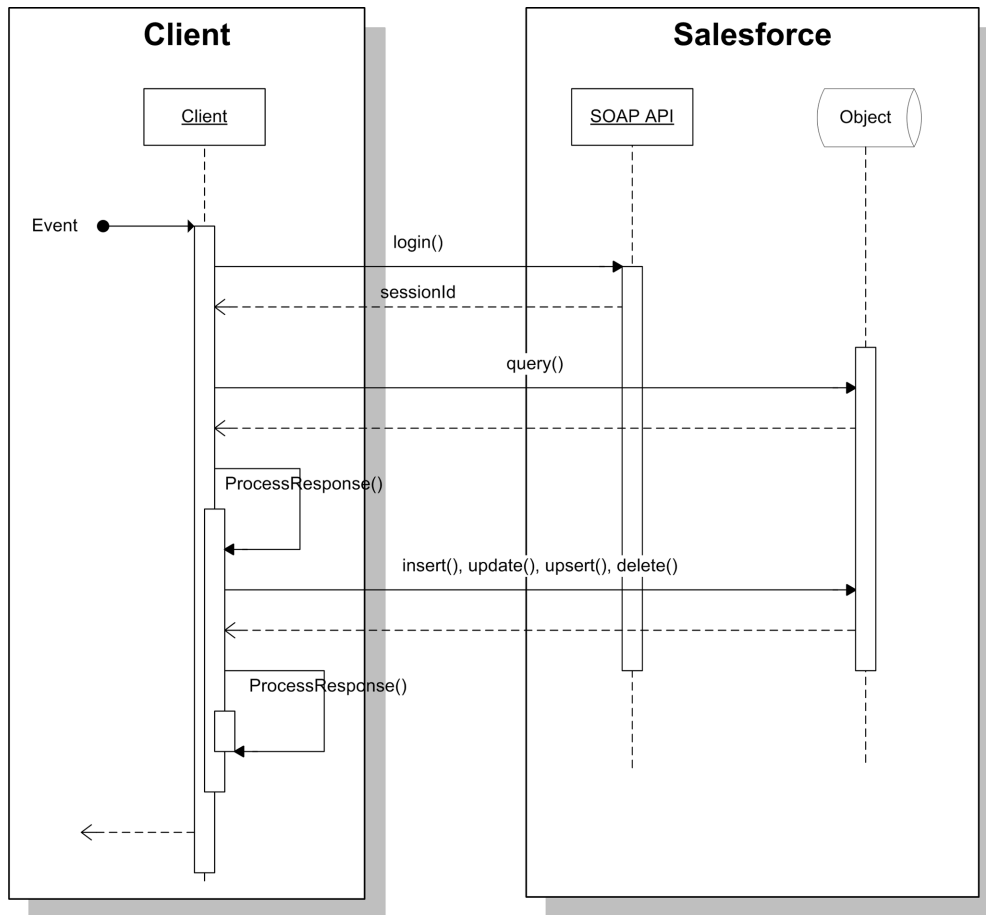 Client
Salesforce
Client
SOAP API
Object
Event
login()
sessionId
query()
ProcessResponse()
insert(), update(), upsert(), delete()
ProcessResponse()